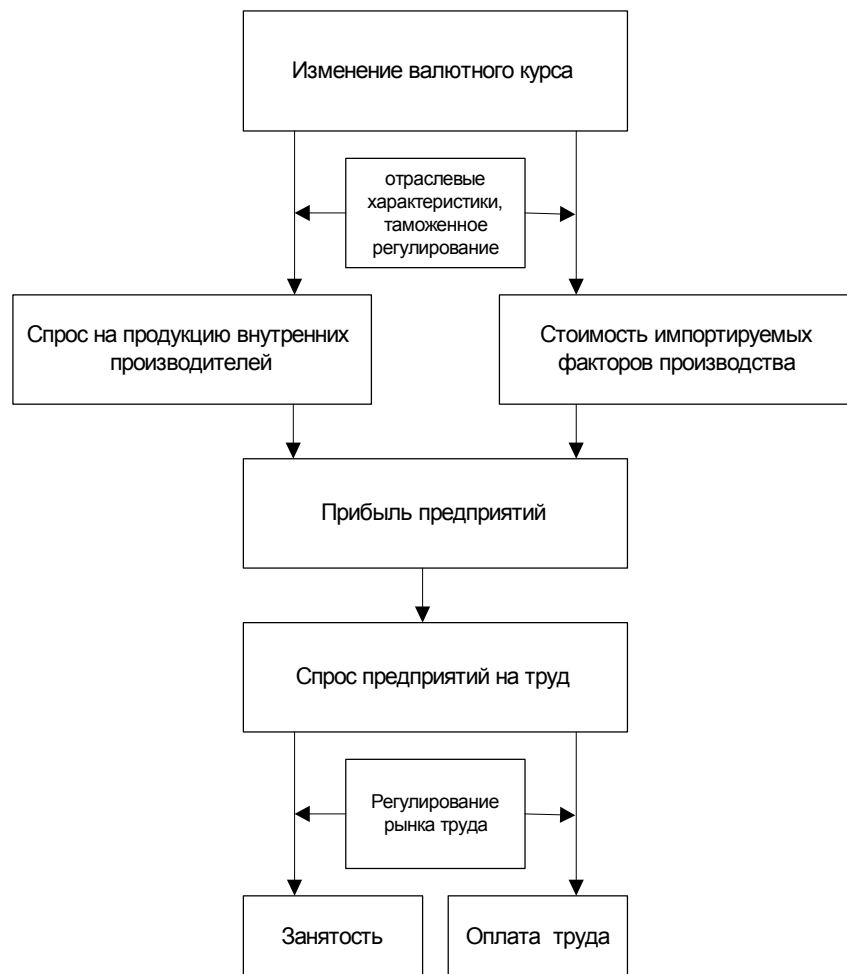 Изменение валютного курса
отраслевые
характеристики,
таможенное
регулирование
Спрос на продукцию внутренних
производителей
Стоимость импортируемых
факторов производства
Прибыль предприятий
Спрос предприятий на труд
Регулирование
рынка труда
Занятость
Оплата труда